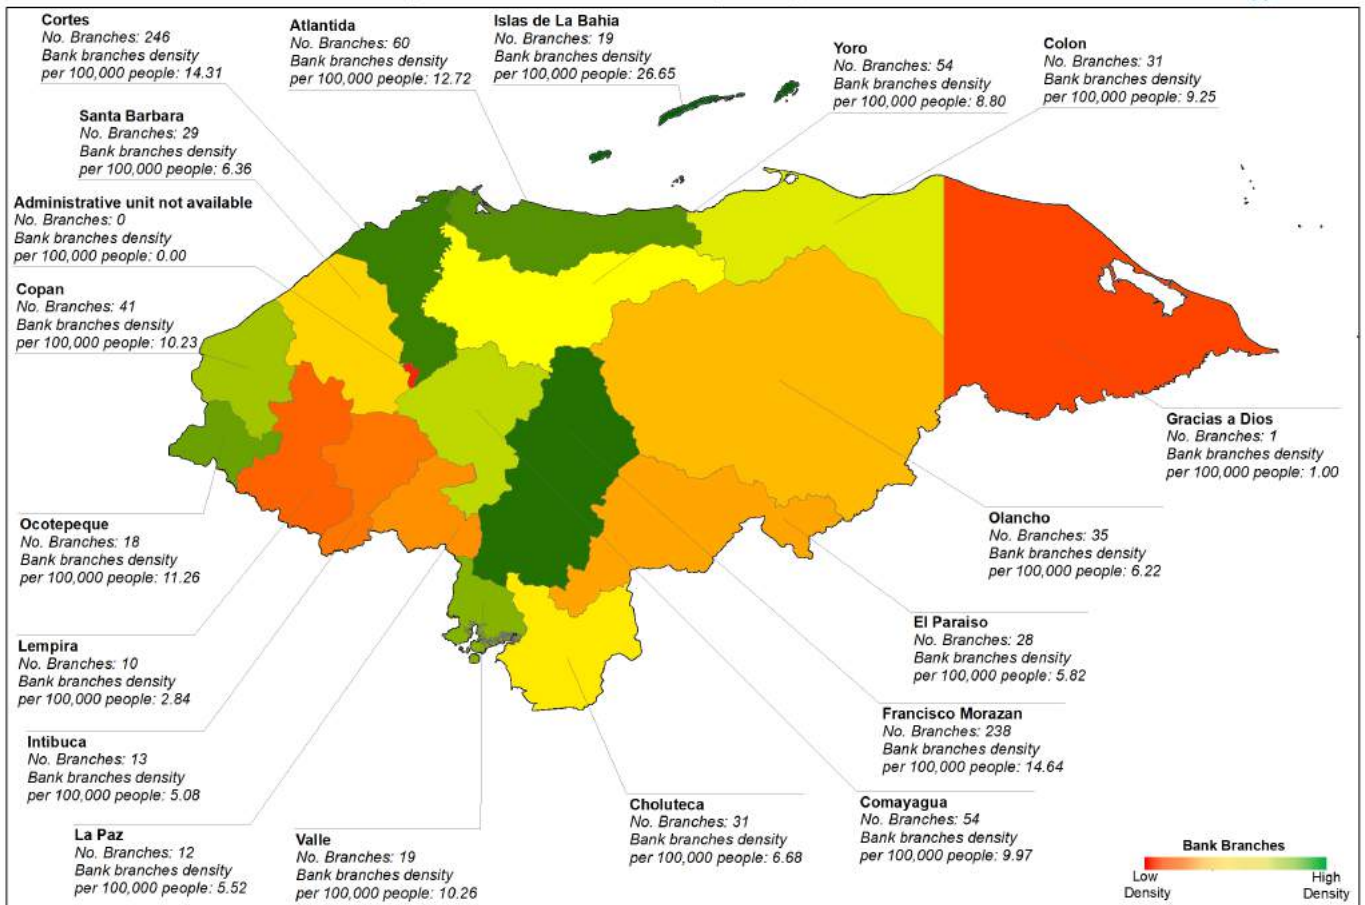 Cortes
No. Branches: 246
Bank branches density
per 100,000 people: 14.31
Atlantida
No. Branches: 60
Bank branches density
per 100,000 people: 12.72
Islas de La Bahia
No. Branches: 19
Bank branches density
per 100,000 people: 26.65
Yoro
No. Branches: 54
Bank branches density
per 100,000 people: 8.80
Colon
No. Branches: 31
Bank branches density
per 100,000 people: 9.25
Santa Barbara
No. Branches: 29
Bank branches density
per 100,000 people: 6.36
Administrative unit not available
No. Branches: 0
Bank branches density
per 100,000 people: 0.00
Copan
No. Branches: 41
Bank branches density
per 100,000 people: 10.23
Gracias a Dios
No. Branches: 1
Bank branches density
per 100,000 people: 1.00
Ocotepeque
No. Branches: 18
Bank branches density
per 100,000 people: 11.26
Olancho
No. Branches: 35
Bank branches density
per 100,000 people: 6.22
El Paraiso
No. Branches: 28
Bank branches density
per 100,000 people: 5.82
Lempira
No. Branches: 10
Bank branches density
per 100,000 people: 2.84
Francisco Morazan
No. Branches: 238
Bank branches density
per 100,000 people: 14.64
Intibuca
No. Branches: 13
Bank branches density
per 100,000 people: 5.08
Choluteca
No. Branches: 31
Bank branches density
per 100,000 people: 6.68
Comayagua
No. Branches: 54
Bank branches density
per 100,000 people: 9.97
La Paz
No. Branches: 12
Bank branches density
per 100,000 people: 5.52
Valle
No. Branches: 19
Bank branches density
per 100,000 people: 10.26
Bank Branches
Low
Density
High
Density